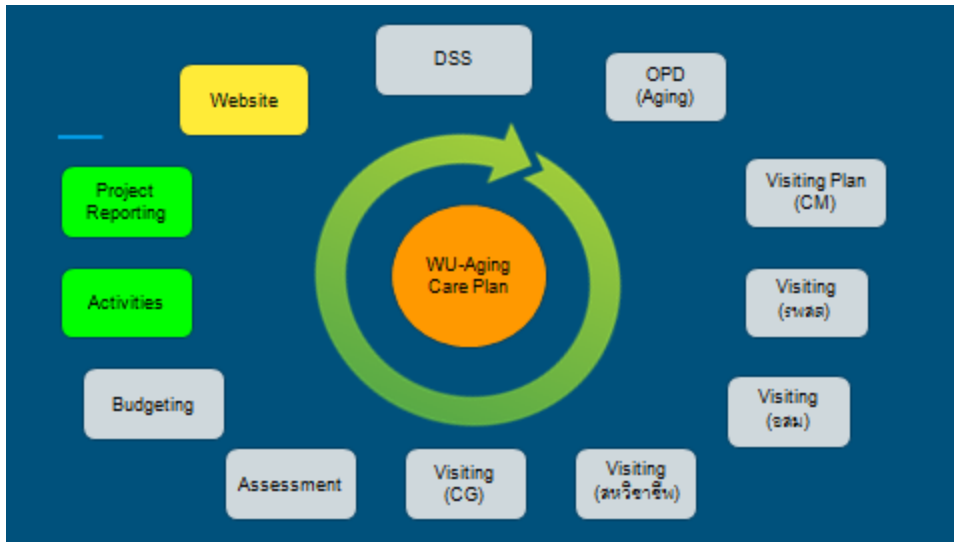 DSS
OPD
(Aging)
Website
Visiting Plan
(CM)
Project
Reporting
WU-Aging
Care Plan
Visiting
(รพสต)
Activities
Visiting
(อสม)
Budgeting
Visiting
(สหวิชาชีพ)
Visiting
(CG)
Assessment